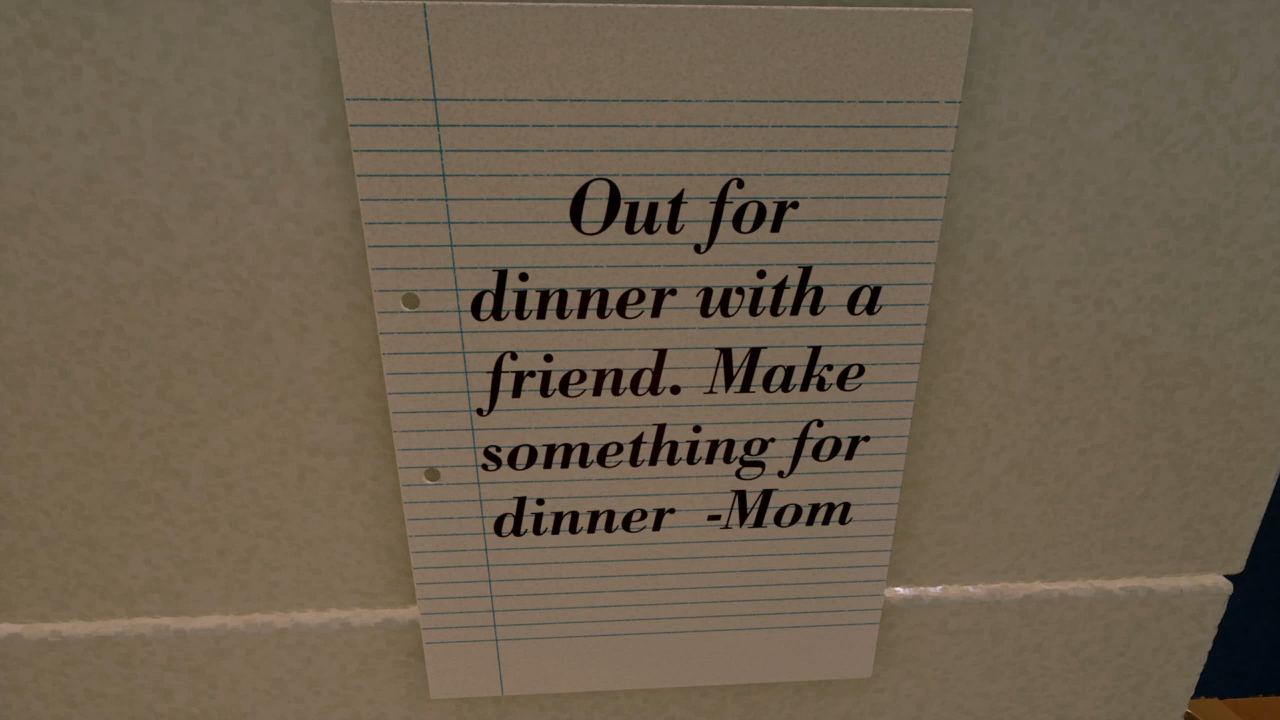 Out for
dinner with a
friend. Make
something for
dinner -Mom